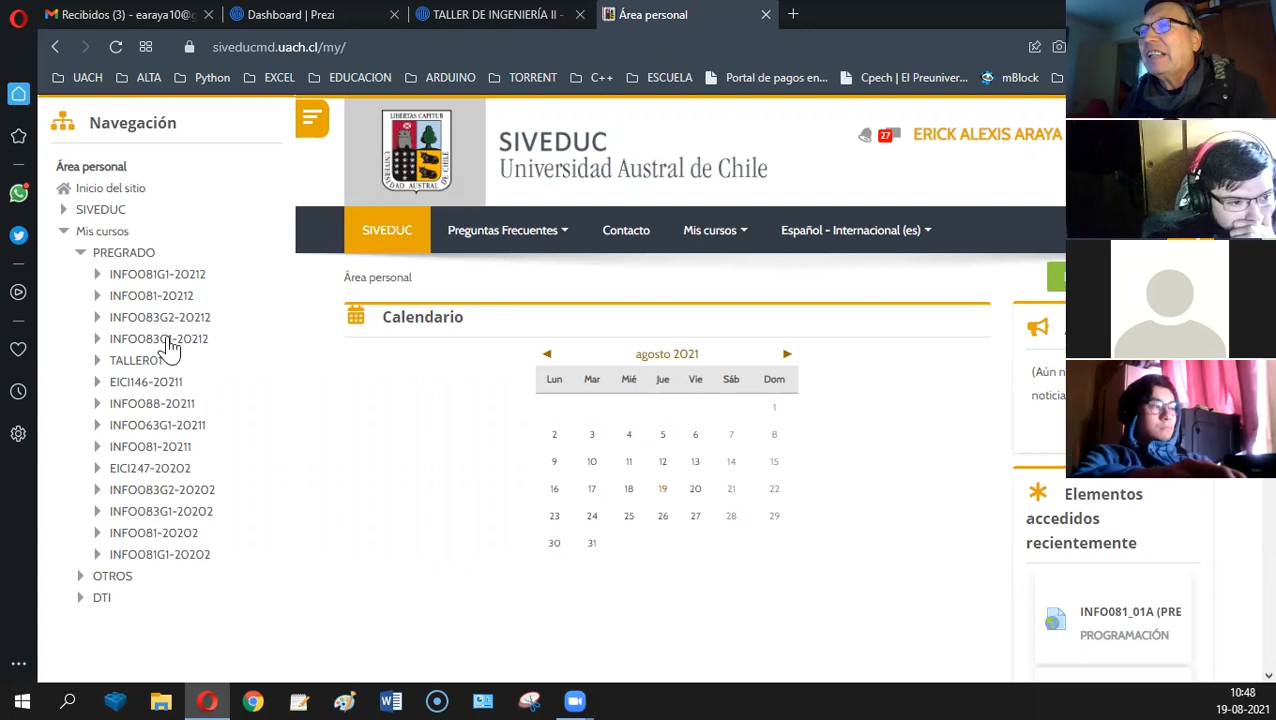 Recibidos (3) - earaya10@g
Dashboard | Prezi
TALLER DE INGENIERÍA II -
Área personal
siveducmd.uach.cl/my/
UACH
ALTA
Python
EXCEL
EDUCACION
ARDUINO
TORRENT
C++
ESCUELA
Portal de pagos en...
Cpech | El Preuniver...
mBlock
Navegación
Área personal
Inicio del sitio
SIVEDUC
Mis cursos
PREGRADO
INFO081G1-20212
INFO081-20212
INFO083G2-20212
INFO083G1-20212
TALLER0
EICI146-20211
INFO088-20211
INFO063G1-20211
INFO081-20211
EICI247-20202
INFO083G2-20202
INFO083G1-20202
INFO081-20202
INFO081G1-20202
OTROS
DTI
LIBERTAS CAPITUR
SIVEDUC
Universidad Austral de Chile
27
ERICK ALEXIS ARAYA
SIVEDUC
Preguntas Frecuentes
Contacto
Mis cursos
Español - Internacional (es)
Área personal
Calendario
agosto 2021
Lun Mar Mié Jue Vie Sáb Dom
1
2 3 4 5 6 7 8
9 10 11 12 13 14 15
16 17 18 19 20 21 22
23 24 25 26 27 28 29
30 31
(Aún n
noticia
Elementos
accedidos
recientemente
INFO081_01A (PRE
PROGRAMACIÓN
10:48
19-08-2021